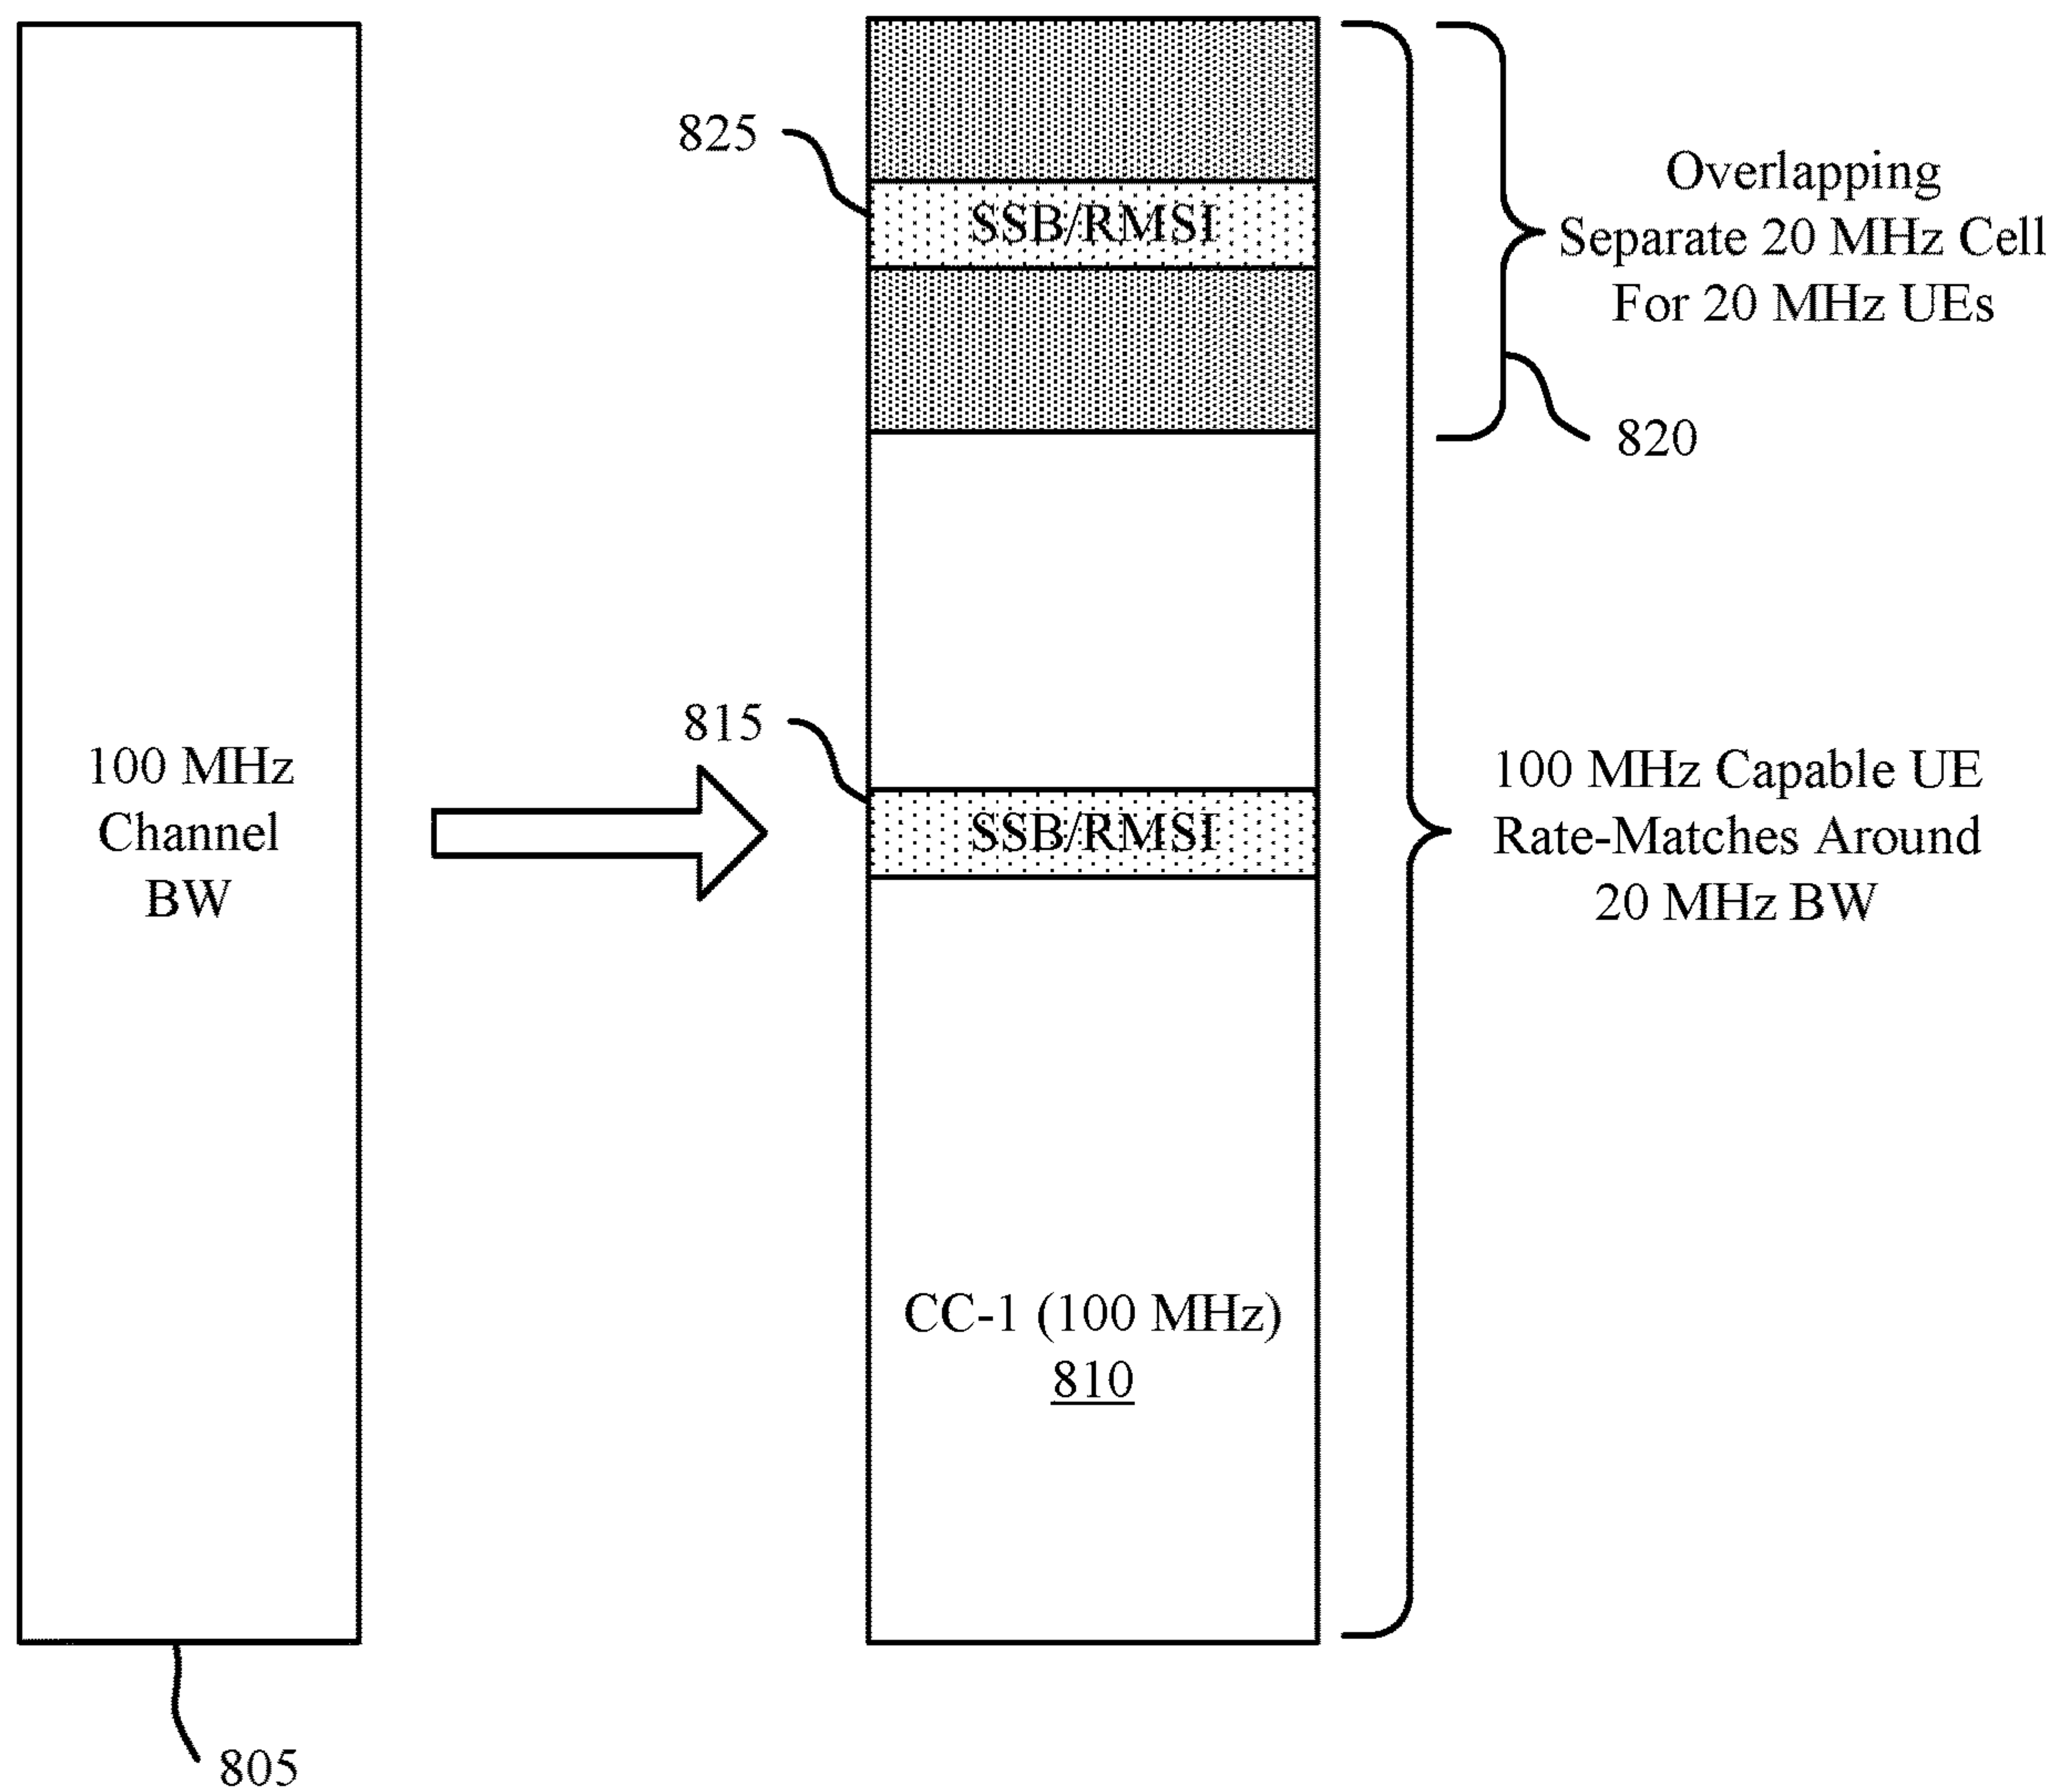 825
SSB/RMSI
Overlapping
Separate 20 MHz Cell
For 20 MHz UEs
820
100 MHz
Channel
BW
815
SSB/RMSI
100 MHz Capable UE
Rate-Matches Around
20 MHz BW
CC-1 (100 MHz)
810
805